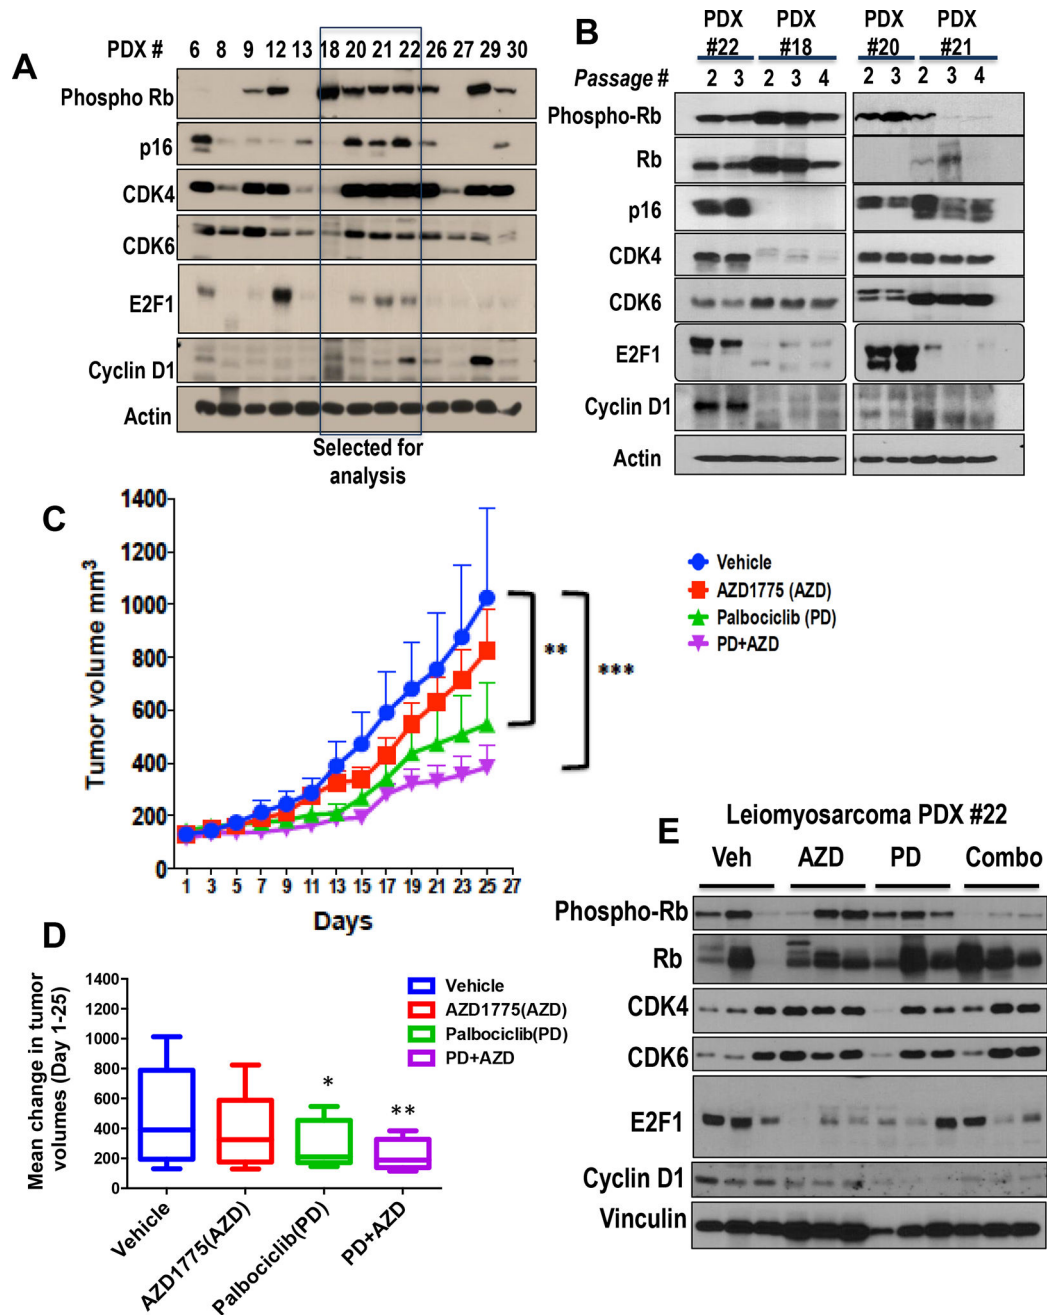 A
PDX # 6 8 9 12 13 18 20 21 22 26 27 29 30
Phospho Rb
p16
CDK4
CDK6
E2F1
Cyclin D1
Actin
Selected for
analysis
B
PDX PDX PDX PDX
#22 #18 #20 #21
Passage # 2 3 2 3 4 2 3 2 3 4
Phospho-Rb
Rb
p16
CDK4
CDK6
E2F1
Cyclin D1
Actin
C
Tumor volume mm³
1400
1200
1000
800
600
400
200
0
1 3 5 7 9 11 13 15 17 19 21 23 25 27
Days
**
***
Vehicle
AZD1775 (AZD)
Palbociclib (PD)
PD+AZD
D
Mean change in tumor
volumes (Day 1-25)
1400
1200
1000
800
600
400
200
0
Vehicle
AZD1775(AZD)
Palbociclib(PD)
PD+AZD
*
**
Vehicle
AZD1775(AZD)
Palbociclib(PD)
PD+AZD
E
Leiomyosarcoma PDX #22
Veh AZD PD Combo
Phospho-Rb
Rb
CDK4
CDK6
E2F1
Cyclin D1
Vinculin